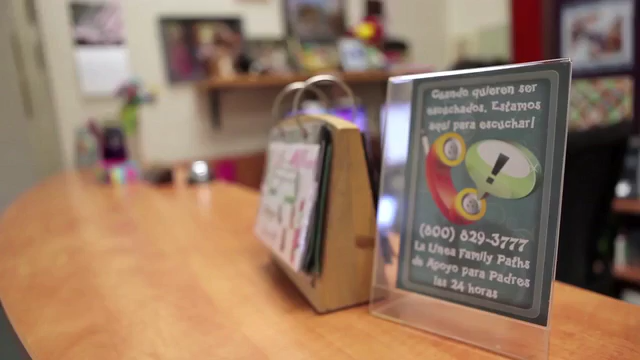 Cuando quieren ser
escuchados, Estamos
aquí para escuchar!
(800) 829-3777
La Línea Family Paths
de Apoyo para Padres
las 24 horas